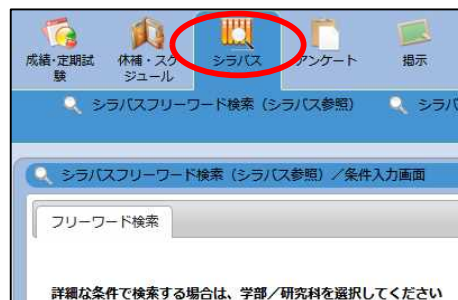 成績・定期試
験
休補・スケ
ジュール
シラバス
アンケート
掲示
シラバスフリーワード検索（シラバス参照）
シラバ
シラバスフリーワード検索（シラバス参照）／条件入力画面
フリーワード検索
詳細な条件で検索する場合は、学部／研究科を選択してください